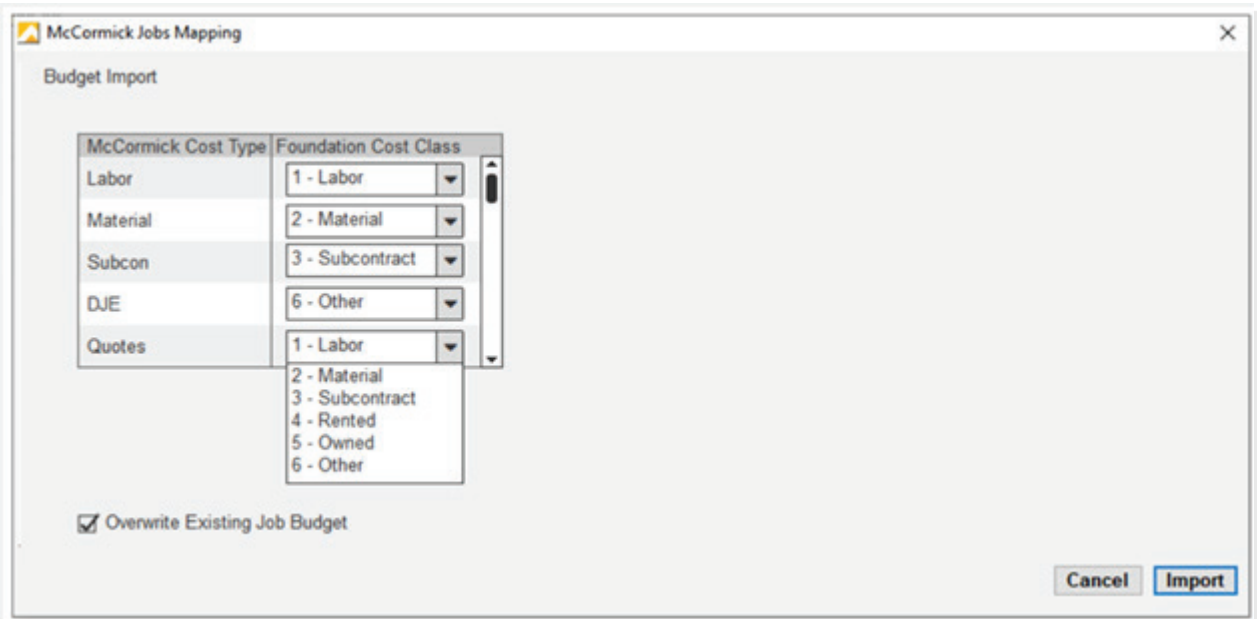 McCormick Jobs Mapping
Budget Import
McCormick Cost Type Foundation Cost Class
Labor 1 - Labor
Material 2 - Material
Subcon 3 - Subcontract
DJE 6 - Other
Quotes 1 - Labor
2 - Material
3 - Subcontract
4 - Rented
5 - Owned
6 - Other
Overwrite Existing Job Budget
Cancel Import